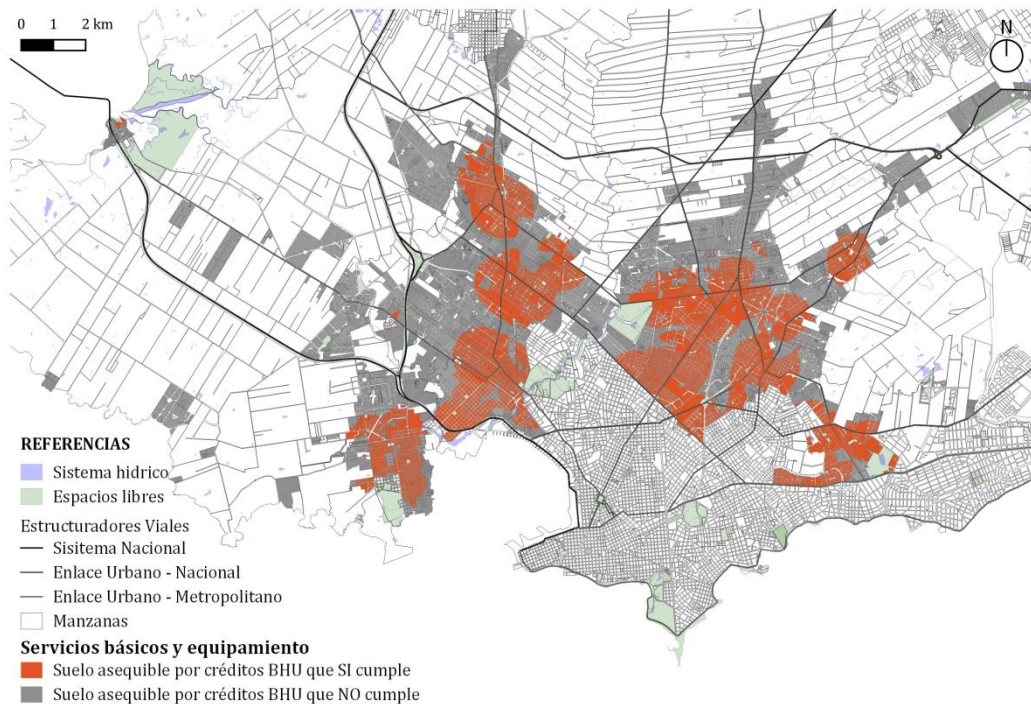 0 1 2 km
N
REFERENCIAS
Sistema hídrico
Espacios libres
Estructuradores Viales
Sisitema Nacional
Enlace Urbano - Nacional
Enlace Urbano - Metropolitano
Manzanas
Servicios básicos y equipamiento
Suelo asequible por créditos BHU que SI cumple
Suelo asequible por créditos BHU que NO cumple